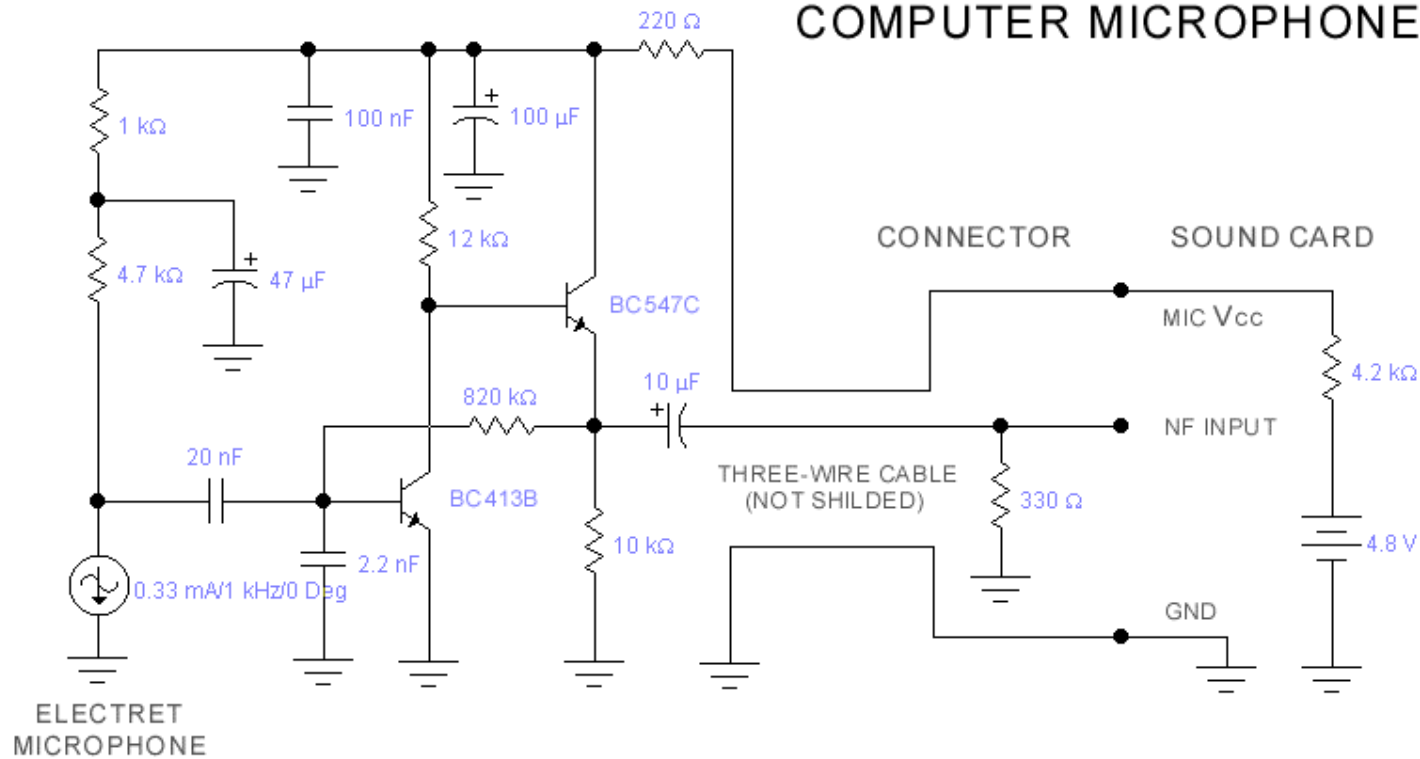 COMPUTER MICROPHONE
220 Ω
1 kΩ
100 nF
100 µF
12 kΩ
4.7 kΩ
47 µF
BC547C
CONNECTOR
SOUND CARD
MIC Vcc
4.2 kΩ
10 µF
820 kΩ
NF INPUT
20 nF
BC413B
THREE-WIRE CABLE
(NOT SHILDED)
330 Ω
10 kΩ
2.2 nF
4.8 V
0.33 mA/1 kHz/0 Deg
GND
ELECTRET
MICROPHONE